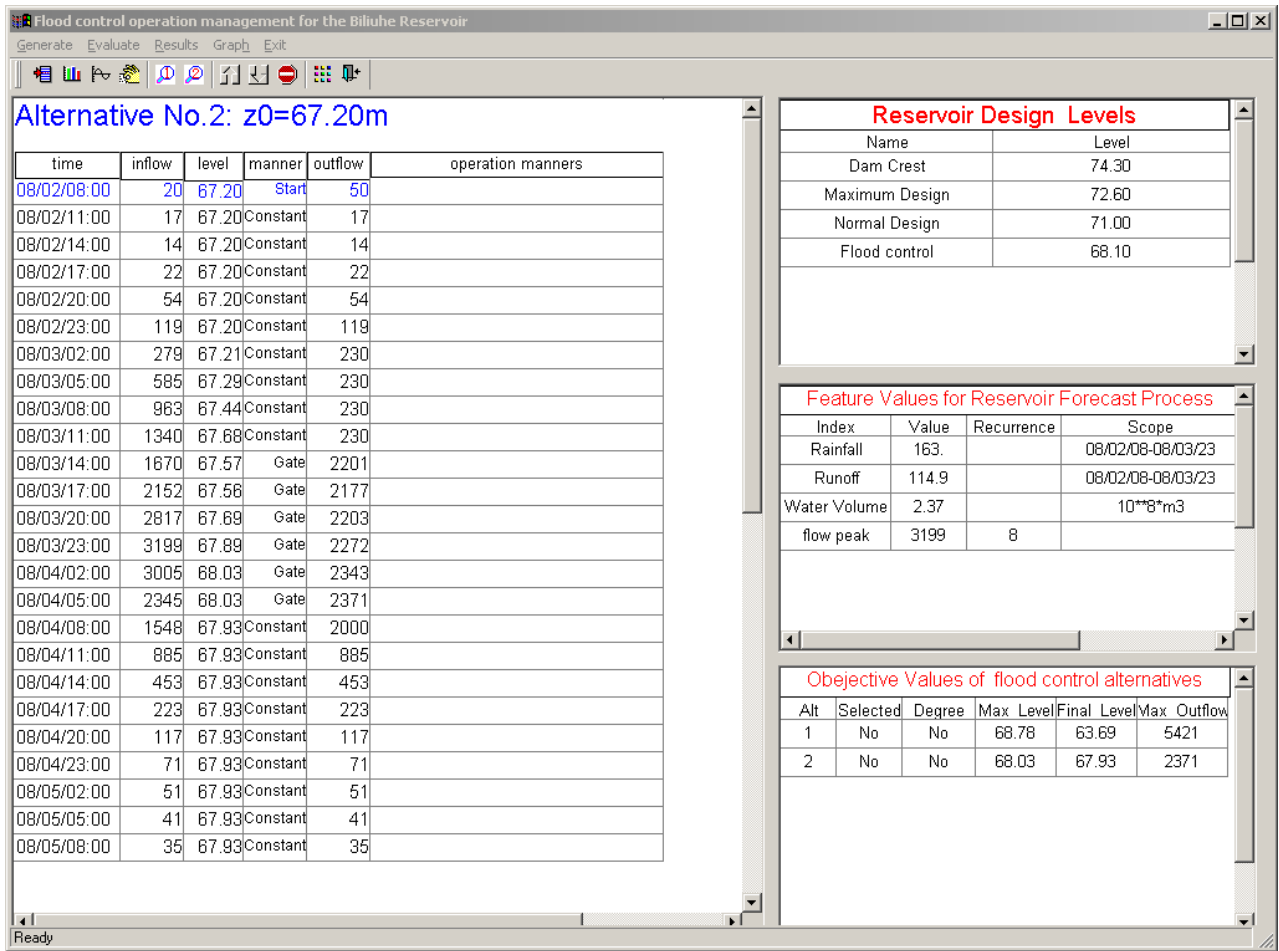 Flood control operation management for the Biliuhe Reservoir
Generate Evaluate Results Graph Exit
Alternative No.2: z0=67.20m
time inflow level manner outflow operation manners
08/02/08:00 20 67.20 Start 50
08/02/11:00 17 67.20 Constant 17
08/02/14:00 14 67.20 Constant 14
08/02/17:00 22 67.20 Constant 22
08/02/20:00 54 67.20 Constant 54
08/02/23:00 119 67.20 Constant 119
08/03/02:00 279 67.21 Constant 230
08/03/05:00 585 67.29 Constant 230
08/03/08:00 963 67.44 Constant 230
08/03/11:00 1340 67.68 Constant 230
08/03/14:00 1670 67.57 Gate 2201
08/03/17:00 2152 67.56 Gate 2177
08/03/20:00 2817 67.69 Gate 2203
08/03/23:00 3199 67.89 Gate 2272
08/04/02:00 3005 68.03 Gate 2343
08/04/05:00 2345 68.03 Gate 2371
08/04/08:00 1548 67.93 Constant 2000
08/04/11:00 885 67.93 Constant 885
08/04/14:00 453 67.93 Constant 453
08/04/17:00 223 67.93 Constant 223
08/04/20:00 117 67.93 Constant 117
08/04/23:00 71 67.93 Constant 71
08/05/02:00 51 67.93 Constant 51
08/05/05:00 41 67.93 Constant 41
08/05/08:00 35 67.93 Constant 35
Reservoir Design Levels
Name Level
Dam Crest 74.30
Maximum Design 72.60
Normal Design 71.00
Flood control 68.10
Feature Values for Reservoir Forecast Process
Index Value Recurrence Scope
Rainfall 163. 08/02/08-08/03/23
Runoff 114.9 08/02/08-08/03/23
Water Volume 2.37 10**8*m3
flow peak 3199 8
Obejective Values of flood control alternatives
Alt Selected Degree Max Level Final Level Max Outflow
1 No No 68.78 63.69 5421
2 No No 68.03 67.93 2371
Ready